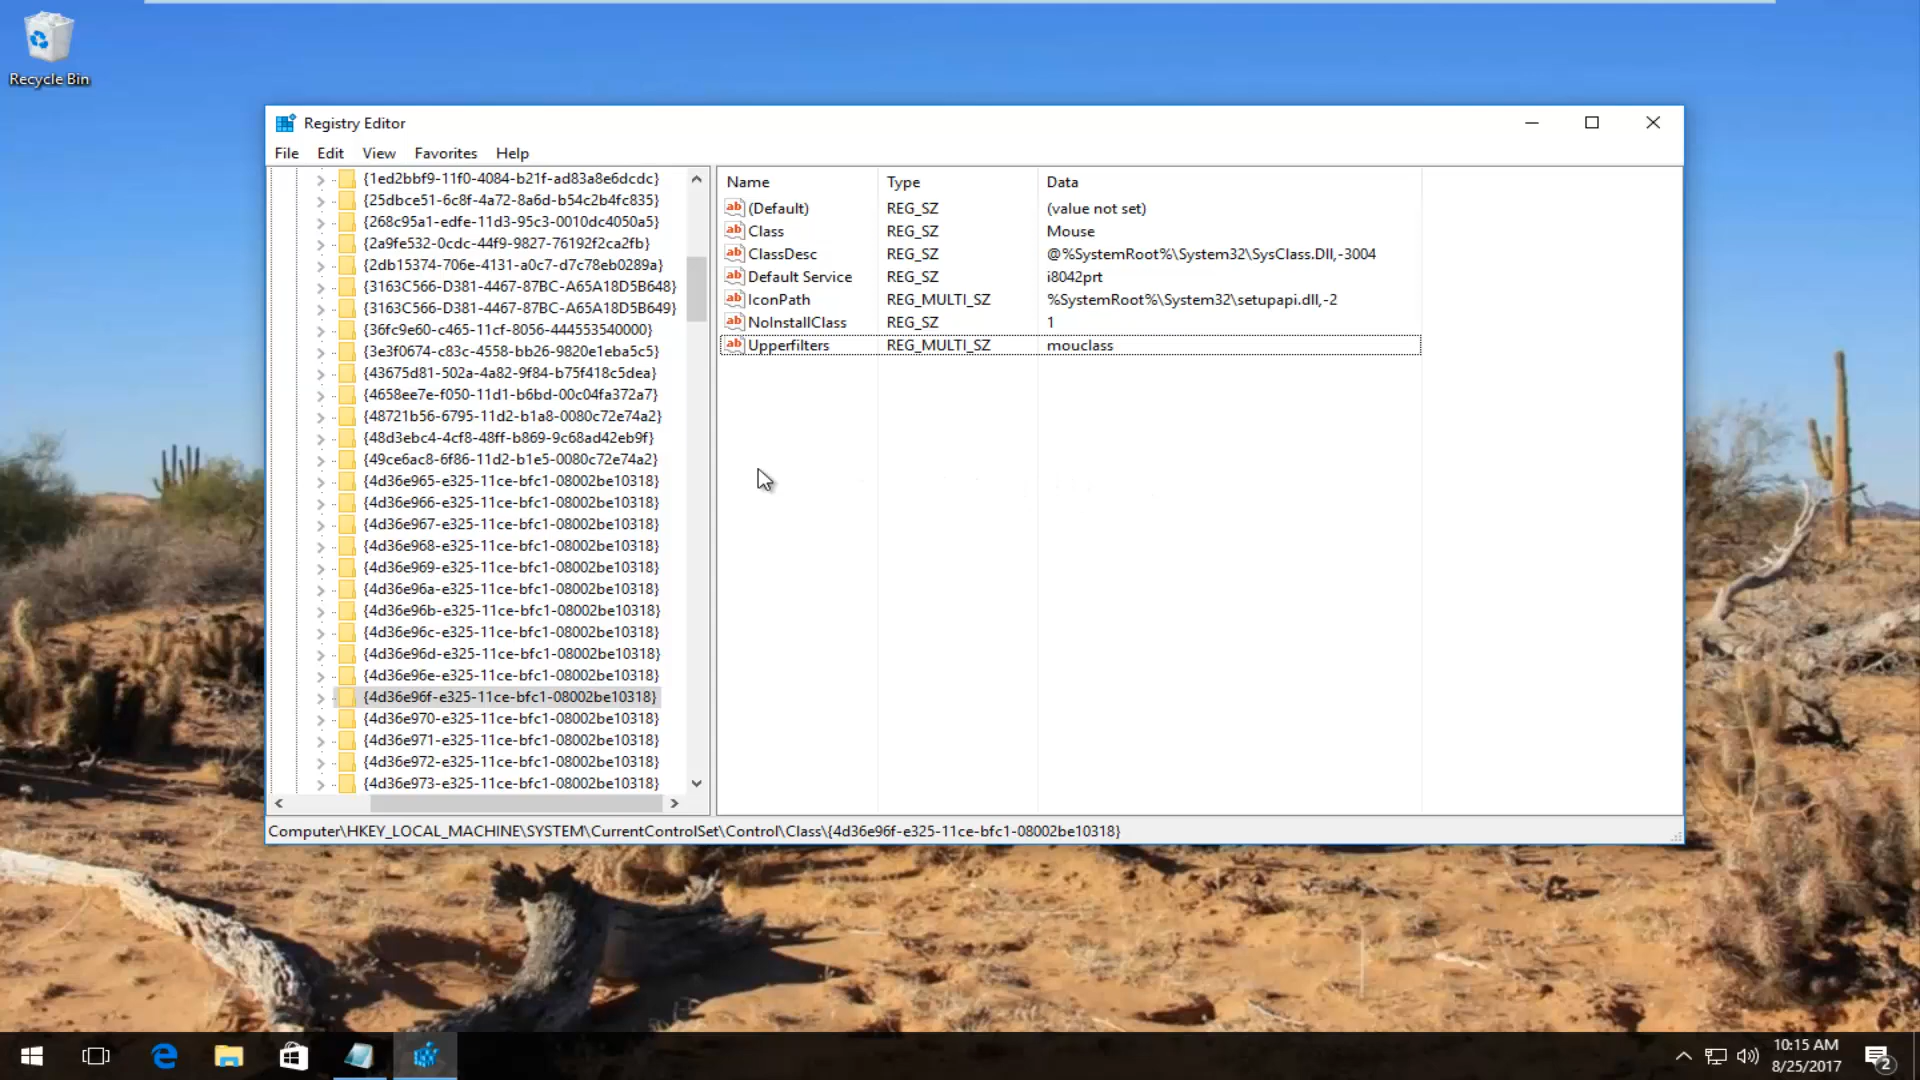 Recycle Bin
Registry Editor
File Edit View Favorites Help
{1ed2bbf9-11f0-4084-b21f-ad83a8e6dcdc}
{25dbce51-6c8f-4a72-8a6d-b54c2b4fc835}
{268c95a1-edfe-11d3-95c3-0010dc4050a5}
{2a9fe532-0cdc-44f9-9827-76192f2ca2fb}
{2db15374-706e-4131-a0c7-d7c78eb0289a}
{3163C566-D381-4467-87BC-A65A18D5B648}
{3163C566-D381-4467-87BC-A65A18D5B649}
{36fc9e60-c465-11cf-8056-444553540000}
{3e3f0674-c83c-4558-bb26-9820e1eba5c5}
{43675d81-502a-4a82-9f84-b75f418c5dea}
{4658ee7e-f050-11d1-b6bd-00c04fa372a7}
{48721b56-6795-11d2-b1a8-0080c72e74a2}
{48d3ebc4-4cf8-48ff-b869-9c68ad42eb9f}
{49ce6ac8-6f86-11d2-b1e5-0080c72e74a2}
{4d36e965-e325-11ce-bfc1-08002be10318}
{4d36e966-e325-11ce-bfc1-08002be10318}
{4d36e967-e325-11ce-bfc1-08002be10318}
{4d36e968-e325-11ce-bfc1-08002be10318}
{4d36e969-e325-11ce-bfc1-08002be10318}
{4d36e96a-e325-11ce-bfc1-08002be10318}
{4d36e96b-e325-11ce-bfc1-08002be10318}
{4d36e96c-e325-11ce-bfc1-08002be10318}
{4d36e96d-e325-11ce-bfc1-08002be10318}
{4d36e96e-e325-11ce-bfc1-08002be10318}
{4d36e96f-e325-11ce-bfc1-08002be10318}
{4d36e970-e325-11ce-bfc1-08002be10318}
{4d36e971-e325-11ce-bfc1-08002be10318}
{4d36e972-e325-11ce-bfc1-08002be10318}
{4d36e973-e325-11ce-bfc1-08002be10318}
Name Type Data
ab (Default) REG_SZ (value not set)
ab Class REG_SZ Mouse
ab ClassDesc REG_SZ @%SystemRoot%\System32\SysClass.Dll,-3004
ab Default Service REG_SZ i8042prt
ab IconPath REG_MULTI_SZ %SystemRoot%\System32\setupapi.dll,-2
ab NoInstallClass REG_SZ 1
ab Upperfilters REG_MULTI_SZ mouclass
Computer\HKEY_LOCAL_MACHINE\SYSTEM\CurrentControlSet\Control\Class\{4d36e96f-e325-11ce-bfc1-08002be10318}
10:15 AM
8/25/2017
2